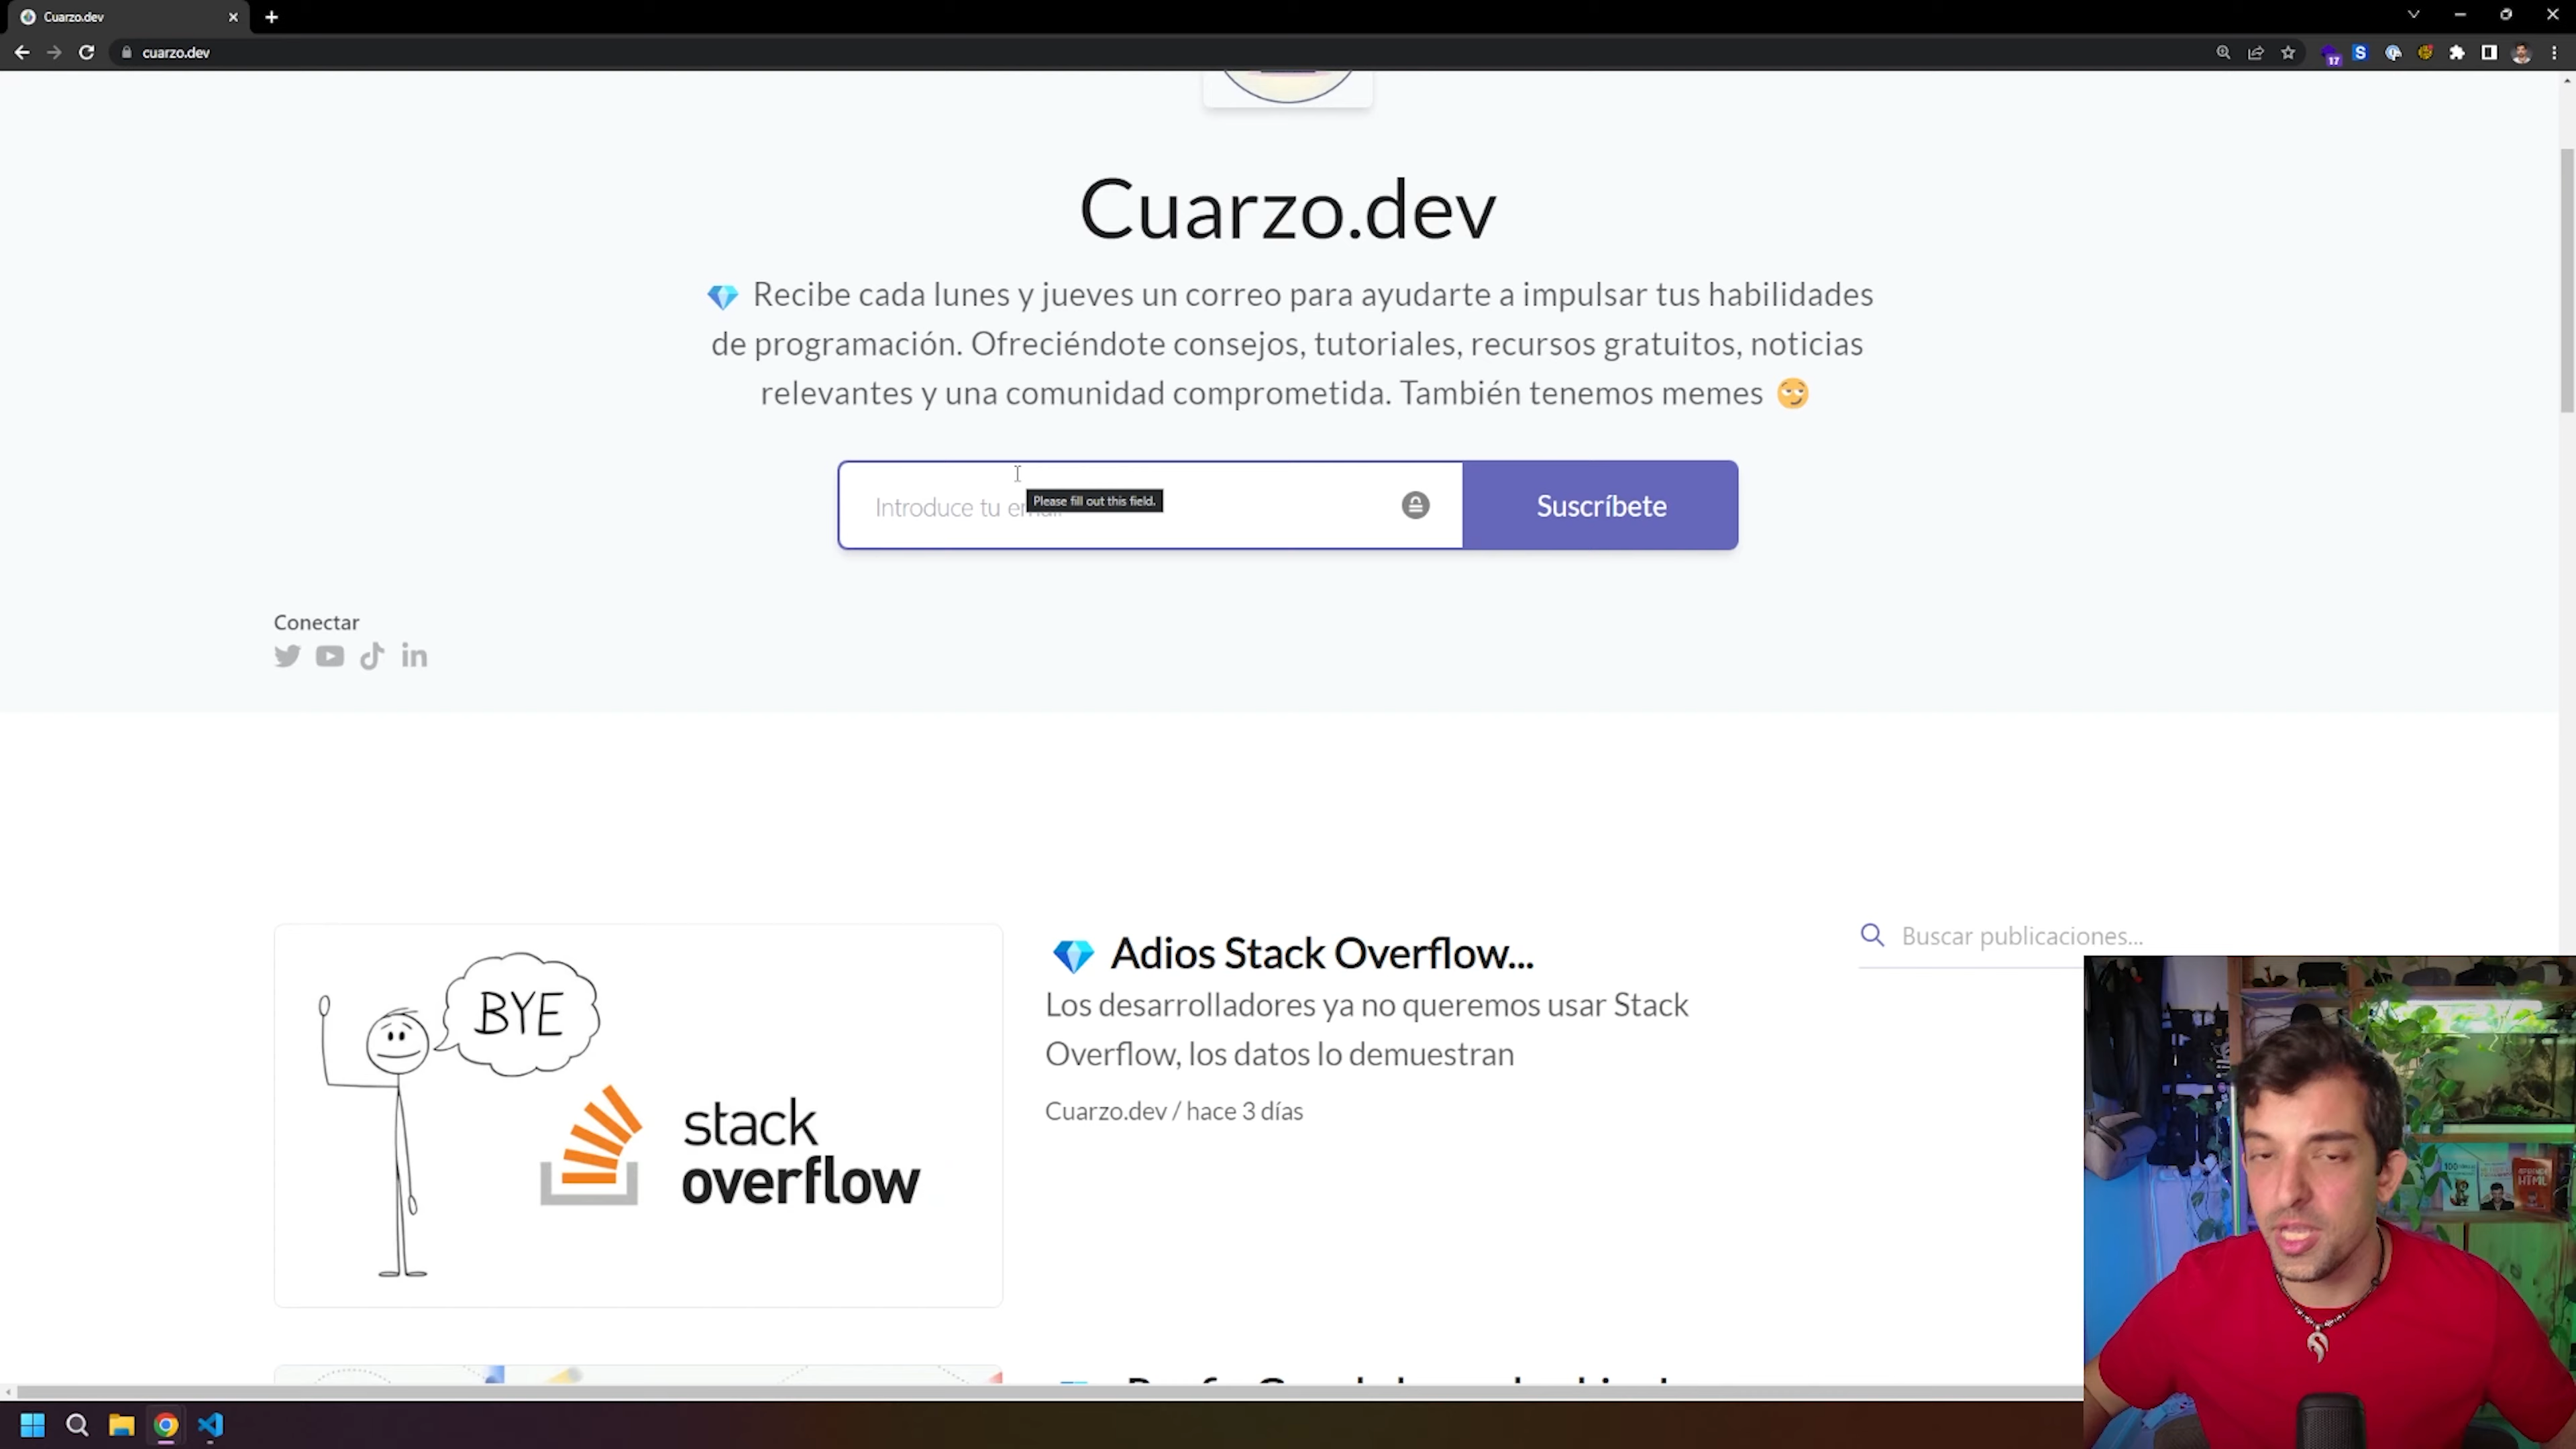 Cuarzo.dev
cuarzo.dev
17
S
Cuarzo.dev
Recibe cada lunes y jueves un correo para ayudarte a impulsar tus habilidades
de programación. Ofreciéndote consejos, tutoriales, recursos gratuitos, noticias
relevantes y una comunidad comprometida. También tenemos memes
Introduce tu email
Please fill out this field.
Suscríbete
Conectar
BYE
stack
overflow
Adios Stack Overflow...
Los desarrolladores ya no queremos usar Stack
Overflow, los datos lo demuestran
Cuarzo.dev / hace 3 días
Buscar publicaciones...
HTML